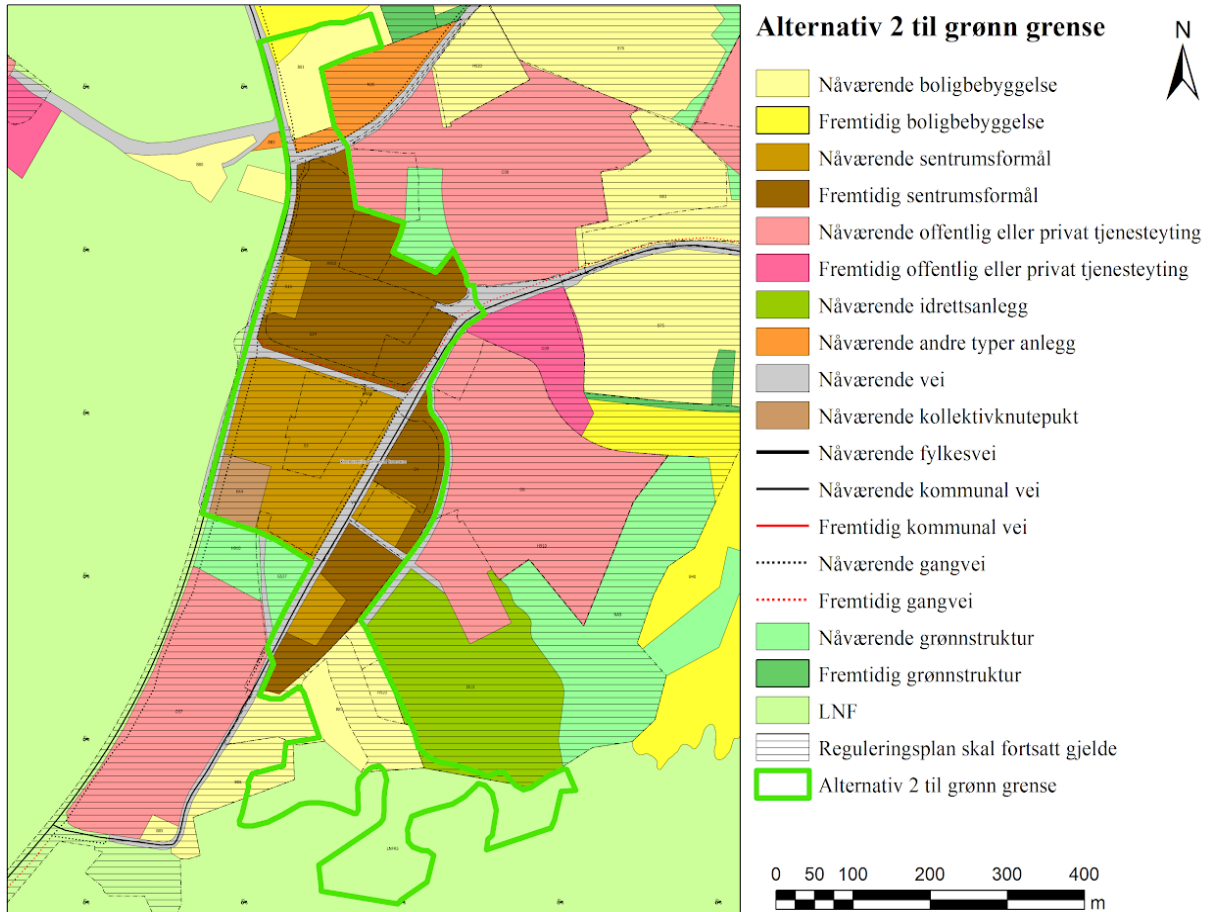 Alternativ 2 til grønn grense
N
Nåværende boligbebyggelse
Fremtidig boligbebyggelse
Nåværende sentrumsformål
Fremtidig sentrumsformål
Nåværende offentlig eller privat tjenesteyting
Fremtidig offentlig eller privat tjenesteyting
Nåværende idrettsanlegg
Nåværende andre typer anlegg
Nåværende vei
Nåværende kollektivknutepukt
Nåværende fylkesvei
Nåværende kommunal vei
Fremtidig kommunal vei
Nåværende gangvei
Fremtidig gangvei
Nåværende grønnstruktur
Fremtidig grønnstruktur
LNF
Reguleringsplan skal fortsatt gjelde
Alternativ 2 til grønn grense
0 50 100 200 300 400
m